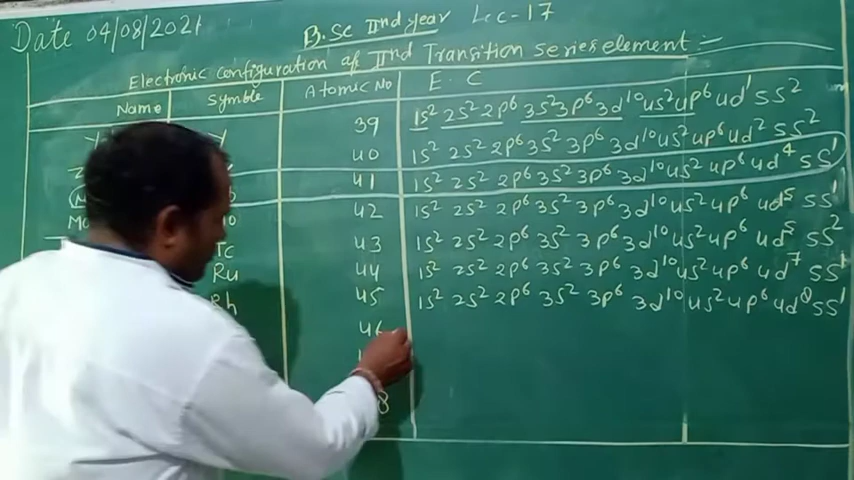 Date 04/08/2021 B.Sc IInd year Lec-17
Electronic configuration of IInd Transition series element :-
Name Symble Atomic No E.C
Y 39 1s² 2s² 2p⁶ 3s² 3p⁶ 3d¹⁰ 4s² 4p⁶ 4d¹ 5s²
40 1s² 2s² 2p⁶ 3s² 3p⁶ 3d¹⁰ 4s² 4p⁶ 4d² 5s²
41 1s² 2s² 2p⁶ 3s² 3p⁶ 3d¹⁰ 4s² 4p⁶ 4d⁴ 5s¹
Mo 42 1s² 2s² 2p⁶ 3s² 3p⁶ 3d¹⁰ 4s² 4p⁶ 4d⁵ 5s¹
Tc 43 1s² 2s² 2p⁶ 3s² 3p⁶ 3d¹⁰ 4s² 4p⁶ 4d⁵ 5s²
Ru 44 1s² 2s² 2p⁶ 3s² 3p⁶ 3d¹⁰ 4s² 4p⁶ 4d⁷ 5s¹
Rh 45 1s² 2s² 2p⁶ 3s² 3p⁶ 3d¹⁰ 4s² 4p⁶ 4d⁸ 5s¹
46